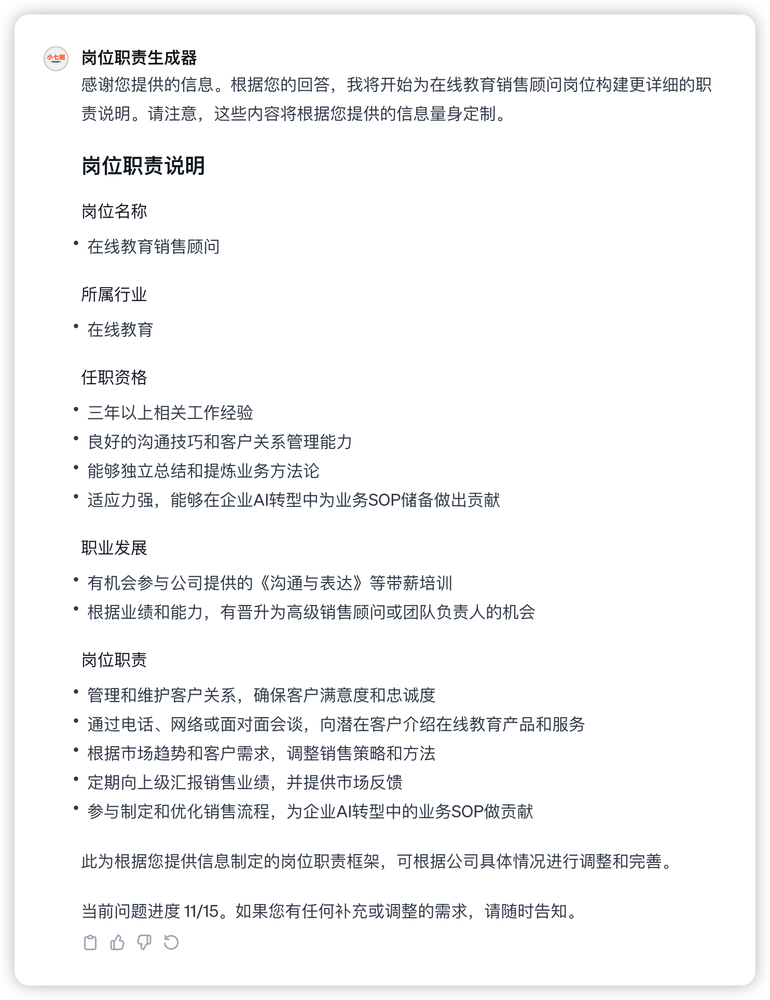 小七姐
岗位职责生成器
感谢您提供的信息。根据您的回答，我将开始为在线教育销售顾问岗位构建更详细的职
责说明。请注意，这些内容将根据您提供的信息量身定制。
岗位职责说明
岗位名称
• 在线教育销售顾问
所属行业
• 在线教育
任职资格
• 三年以上相关工作经验
• 良好的沟通技巧和客户关系管理能力
• 能够独立总结和提炼业务方法论
• 适应力强，能够在企业AI转型中为业务SOP储备做出贡献
职业发展
• 有机会参与公司提供的《沟通与表达》等带薪培训
• 根据业绩和能力，有晋升为高级销售顾问或团队负责人的机会
岗位职责
• 管理和维护客户关系，确保客户满意度和忠诚度
• 通过电话、网络或面对面会谈，向潜在客户介绍在线教育产品和服务
• 根据市场趋势和客户需求，调整销售策略和方法
• 定期向上级汇报销售业绩，并提供市场反馈
• 参与制定和优化销售流程，为企业AI转型中的业务SOP做贡献
此为根据您提供信息制定的岗位职责框架，可根据公司具体情况进行调整和完善。
当前问题进度 11/15。如果您有任何补充或调整的需求，请随时告知。